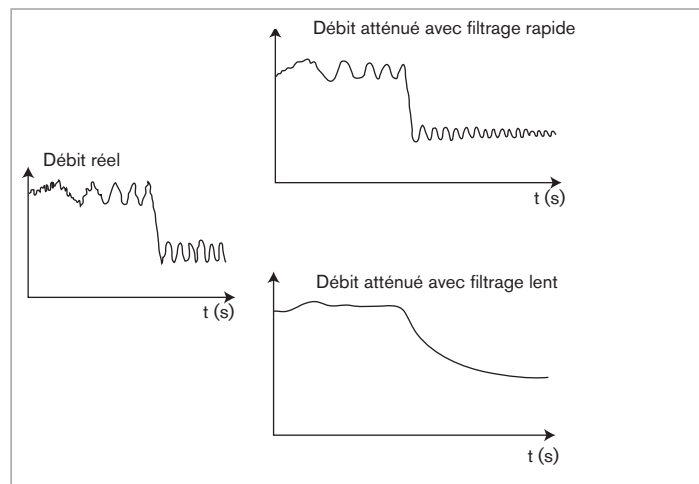 Débit atténué avec filtrage rapide
t (s)
Débit réel
t (s)
Débit atténué avec filtrage lent
t (s)